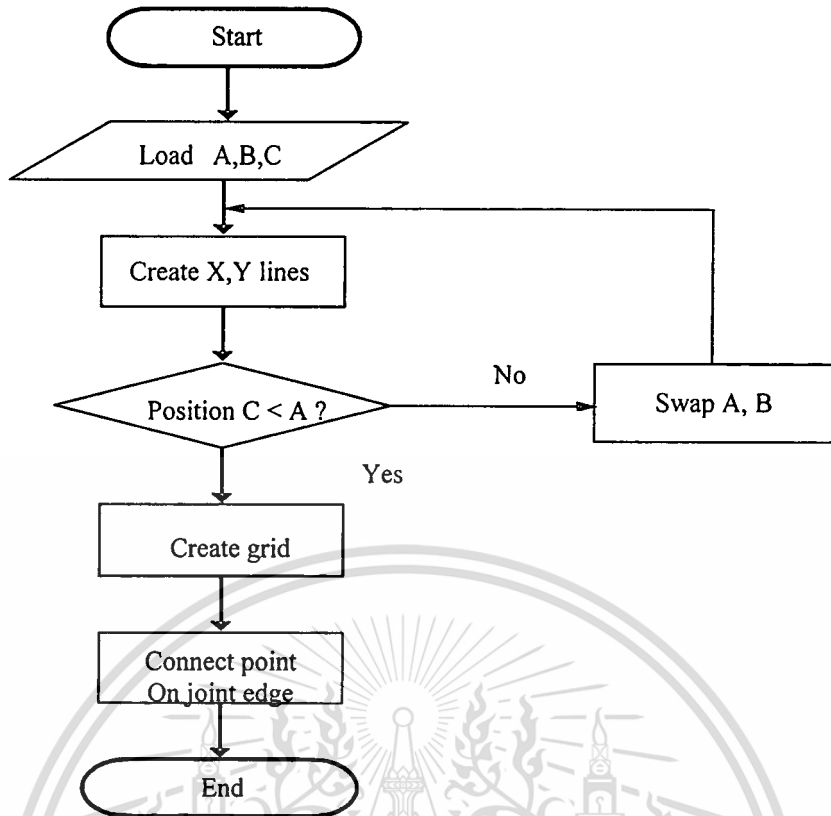 Start
Load A,B,C
Create X,Y lines
Position C < A ?
No
Swap A, B
Yes
Create grid
Connect point
On joint edge
End